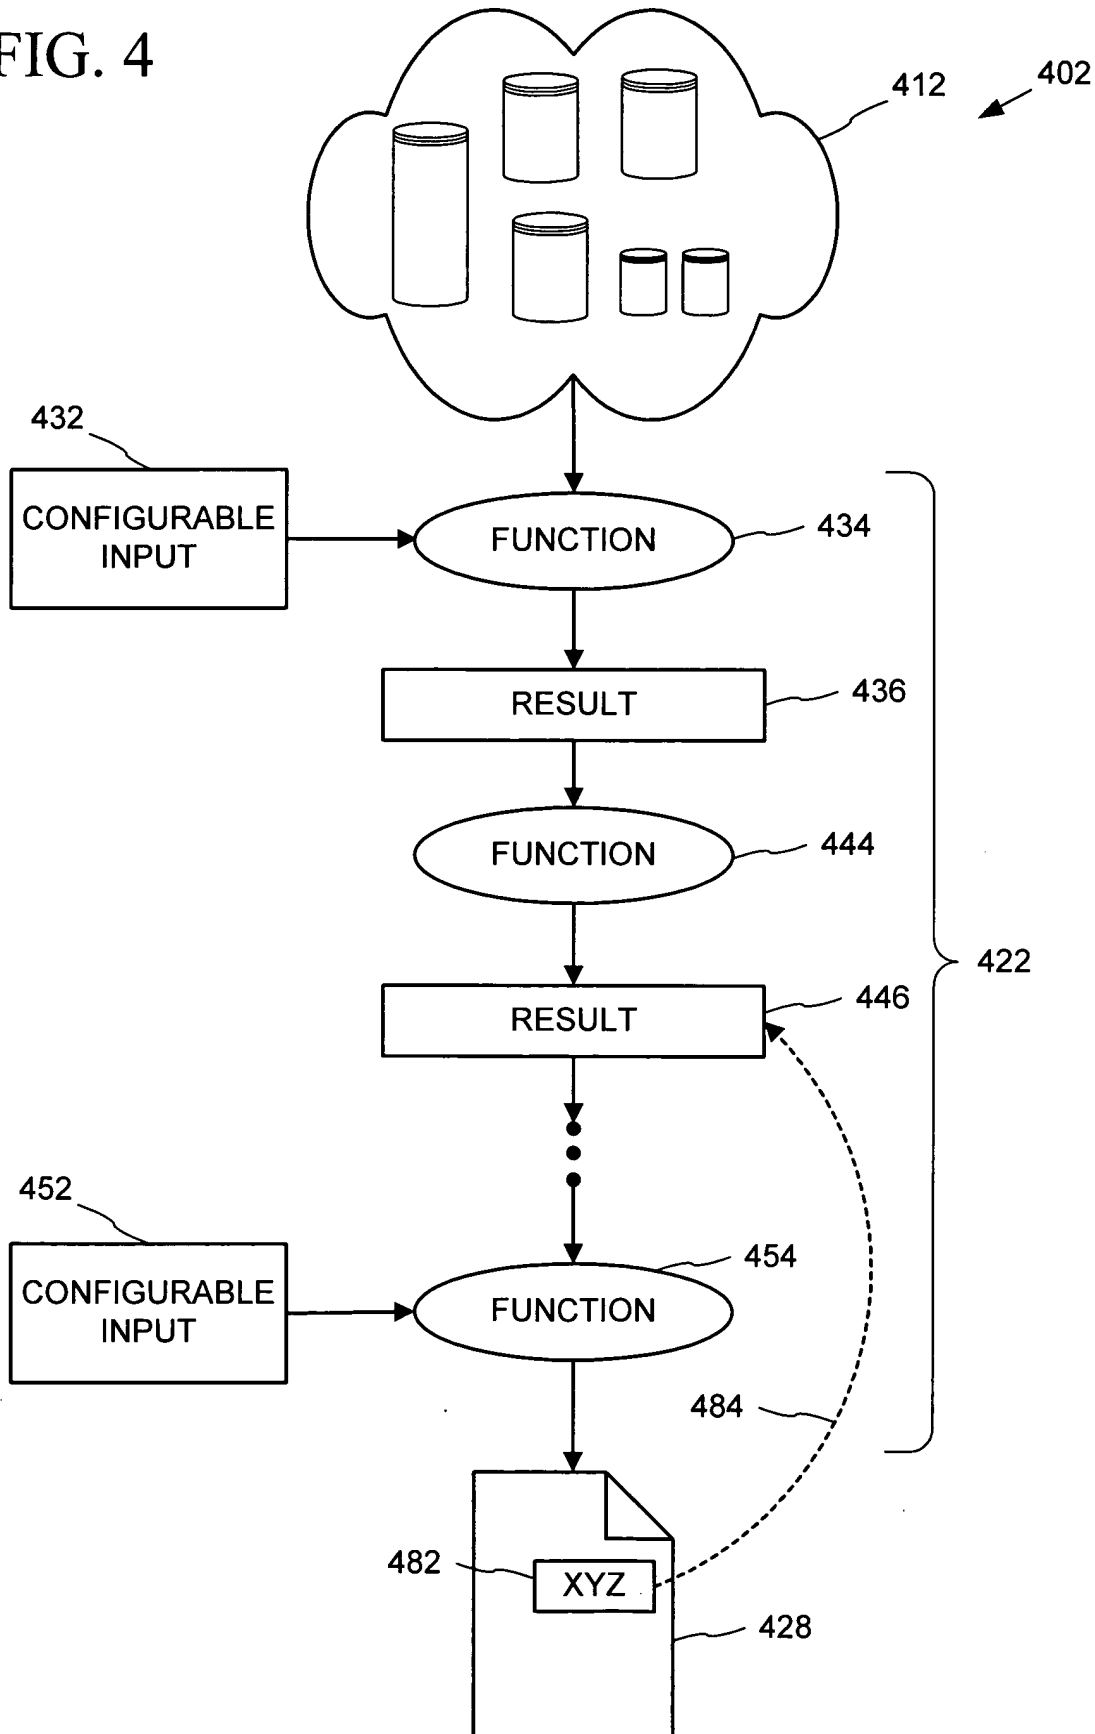 FIG. 4
412
402
432
CONFIGURABLE
INPUT
FUNCTION
434
RESULT
436
FUNCTION
444
422
RESULT
446
452
CONFIGURABLE
INPUT
454
FUNCTION
484
482
XYZ
428